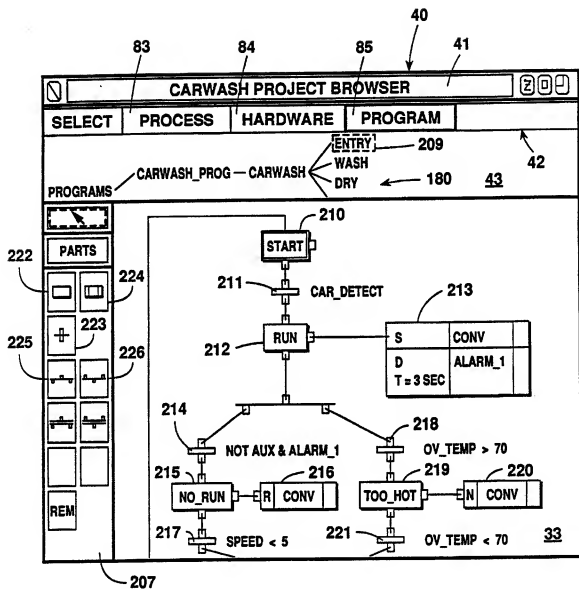 40
83 84 85 41
CARWASH PROJECT BROWSER
Z
SELECT PROCESS HARDWARE PROGRAM
ENTRY 209 42
WASH
PROGRAMS CARWASH_PROG CARWASH
DRY 180 43
210
PARTS
START
222 224
211 CAR_DETECT
213
223
212 RUN S CONV
225 226
D ALARM_1
T = 3 SEC
214 218
NOT AUX & ALARM_1 OV_TEMP > 70
215 216 219 220
NO_RUN R CONV TOO_HOT N CONV
REM
217 SPEED < 5 221 OV_TEMP < 70 33
207